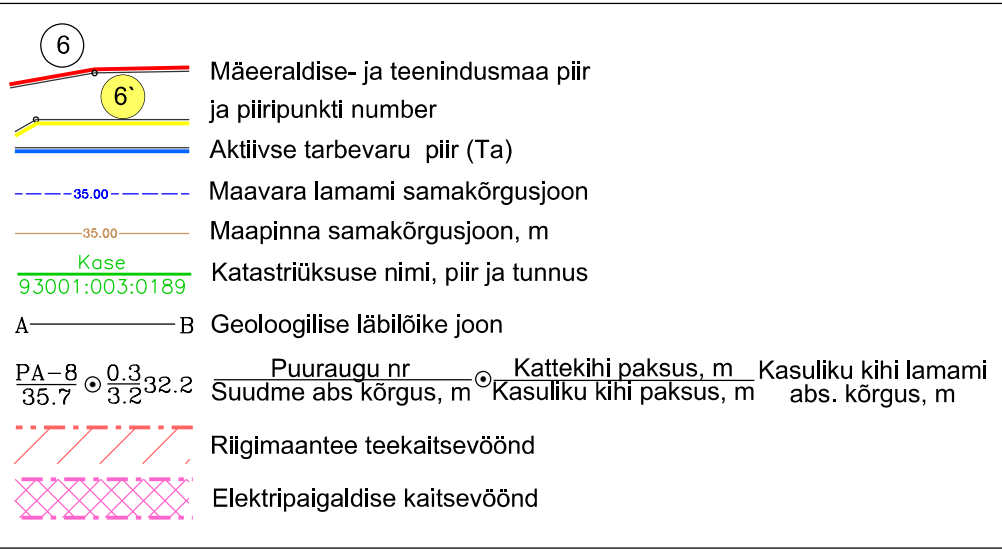 6
Mäeeraldise- ja teenindusmaa piir
6`
ja piiripunkti number
Aktiivse tarbevaru piir (Ta)
35.00
Maavara lamami samakõrgusjoon
35.00
Maapinna samakõrgusjoon, m
Kase
93001:003:0189
Katastriüksuse nimi, piir ja tunnus
A B
Geoloogilise läbilõike joon
PA-8 0.3 32.2
35.7 3.2
Puuraugu nr Kattekihi paksus, m Kasuliku kihi lamami
Suudme abs kõrgus, m Kasuliku kihi paksus, m abs. kõrgus, m
Riigimaantee teekaitsevöönd
Elektripaigaldise kaitsevöönd